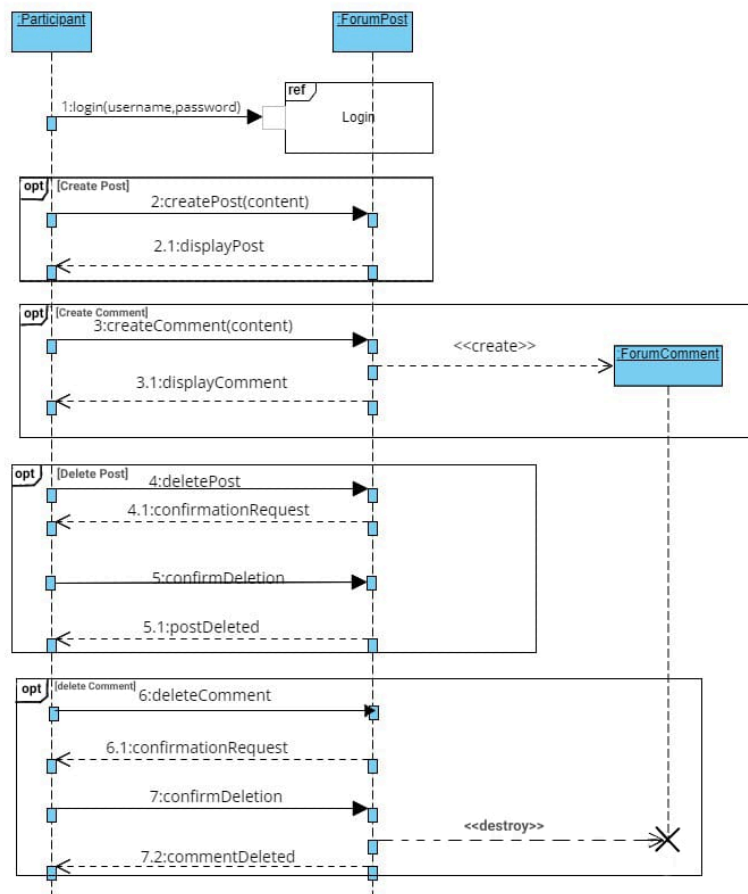 :Participant
:ForumPost
ref
1:login(username,password)
Login
opt
[Create Post]
2:createPost(content)
2.1:displayPost
opt
[Create Comment]
3:createComment(content)
<<create>>
:ForumComment
3.1:displayComment
opt
[Delete Post]
4:deletePost
4.1:confirmationRequest
5:confirmDeletion
5.1:postDeleted
opt
[delete Comment]
6:deleteComment
6.1:confirmationRequest
7:confirmDeletion
<<destroy>>
7.2:commentDeleted